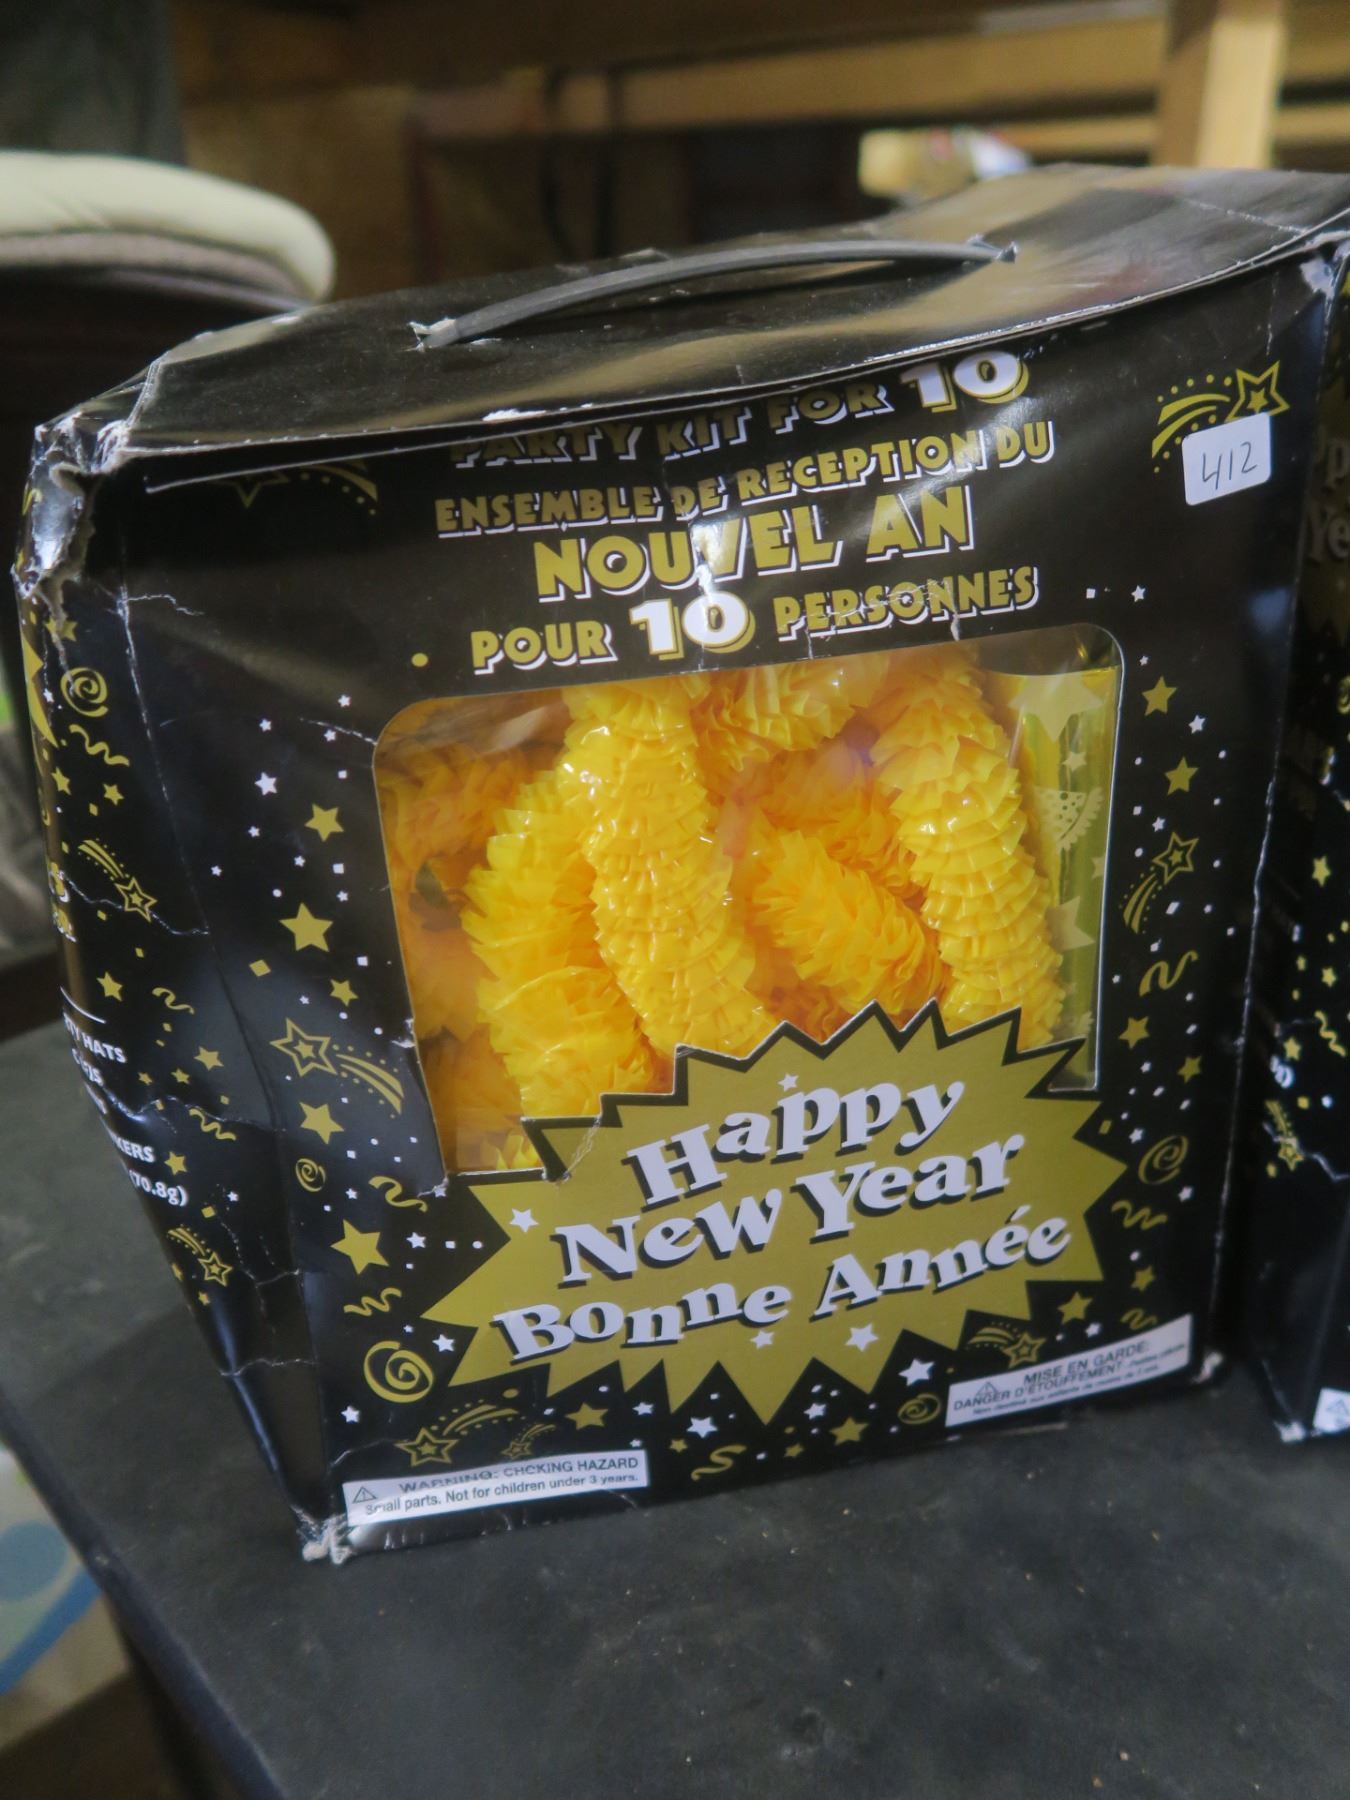 PARTY KIT FOR 10
ENSEMBLE DE RECEPTION DU
NOUVEL AN
POUR 10 PERSONNES
412
Happy
New Year
Bonne Année
WARNING: CHOKING HAZARD
Small parts. Not for children under 3 years.
MISE EN GARDE:
DANGER D'ÉTOUFFEMENT-Petites pièces.
HATS
KERS
(70.8g)